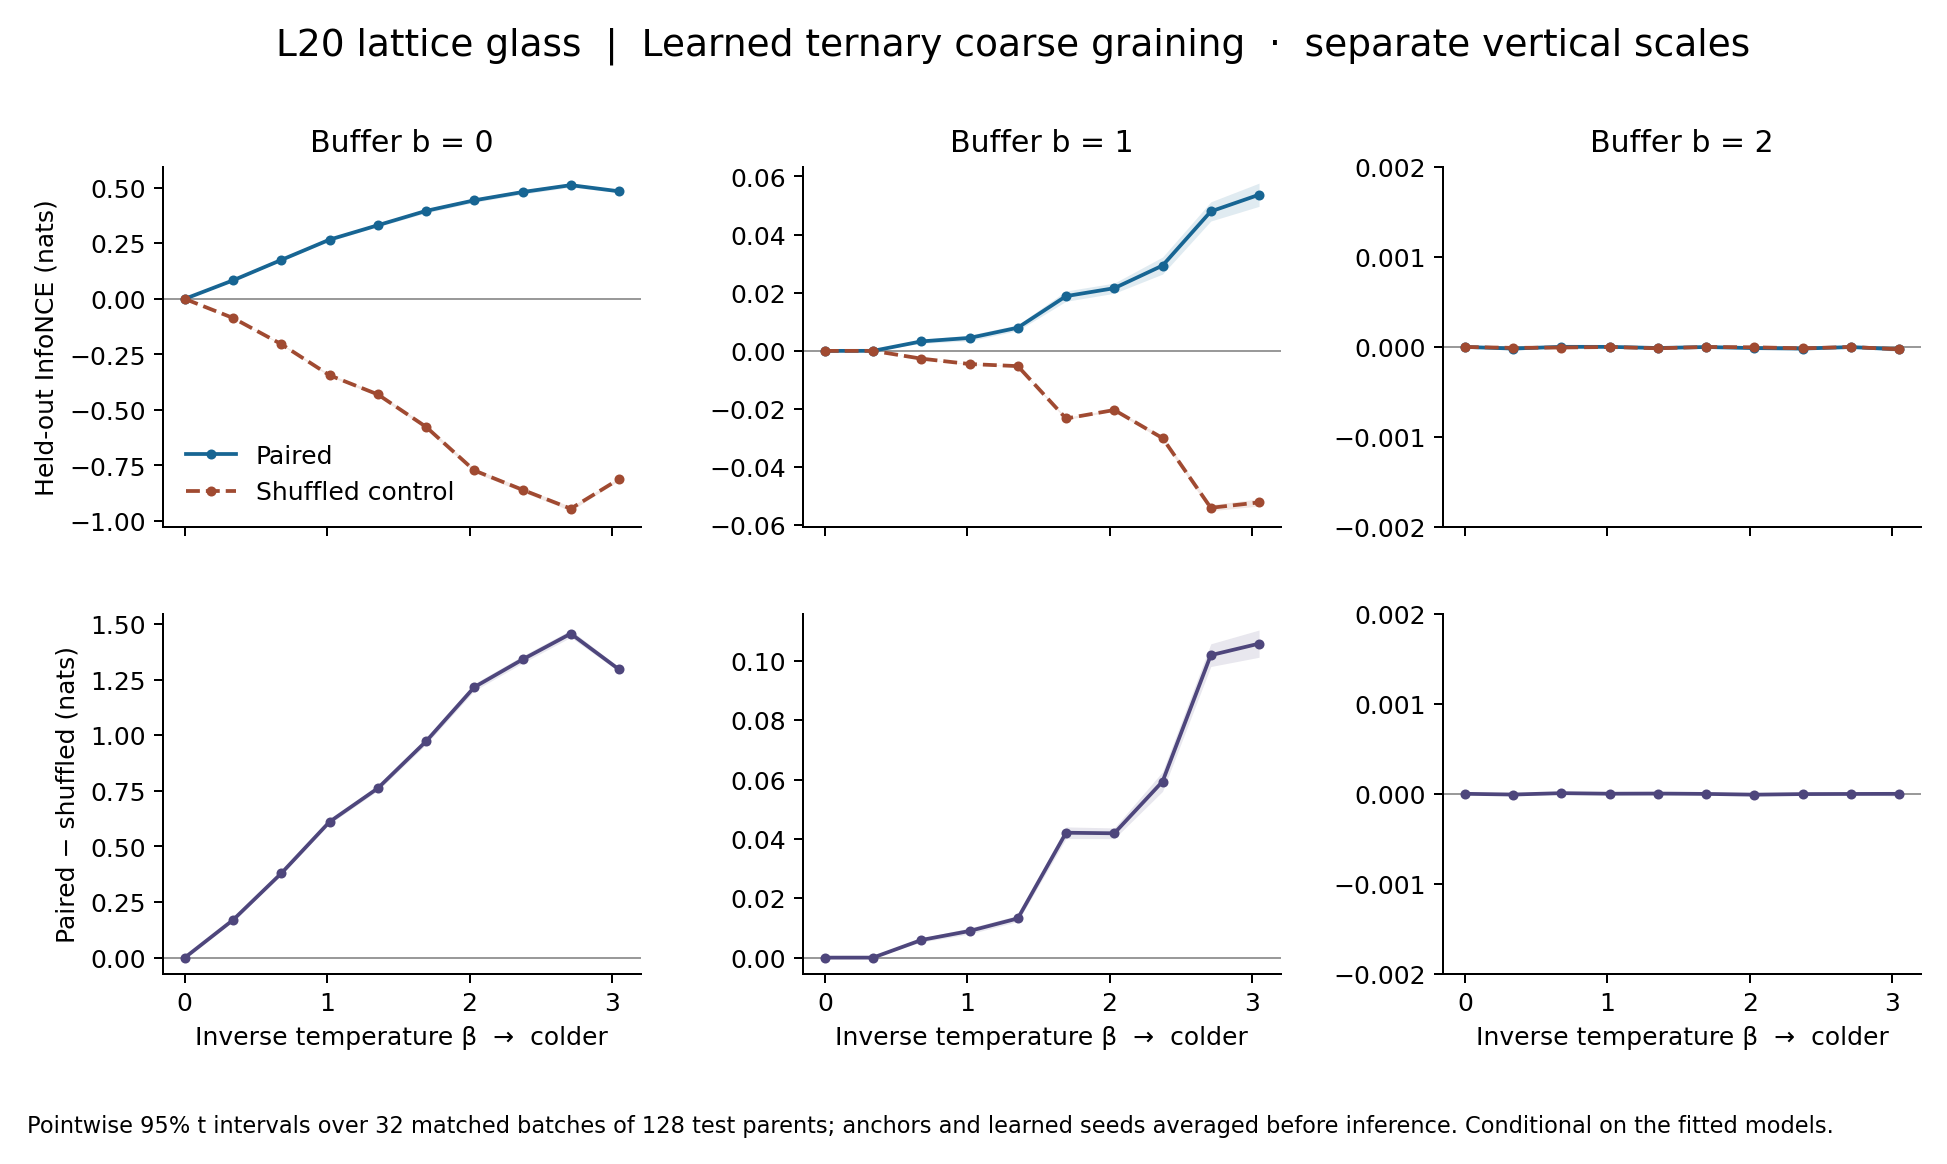 L20 lattice glass | Learned ternary coarse graining · separate vertical scales
Buffer b = 0
Buffer b = 1
Buffer b = 2
Held-out InfoNCE (nats)
0.50
0.25
0.00
−0.25
−0.50
−0.75
−1.00
Paired
Shuffled control
0.06
0.04
0.02
0.00
−0.02
−0.04
−0.06
0.002
0.001
0.000
−0.001
−0.002
Paired − shuffled (nats)
1.50
1.25
1.00
0.75
0.50
0.25
0.00
0 1 2 3
Inverse temperature β → colder
0.10
0.08
0.06
0.04
0.02
0.00
0 1 2 3
Inverse temperature β → colder
0.002
0.001
0.000
−0.001
−0.002
0 1 2 3
Inverse temperature β → colder
Pointwise 95% t intervals over 32 matched batches of 128 test parents; anchors and learned seeds averaged before inference. Conditional on the fitted models.